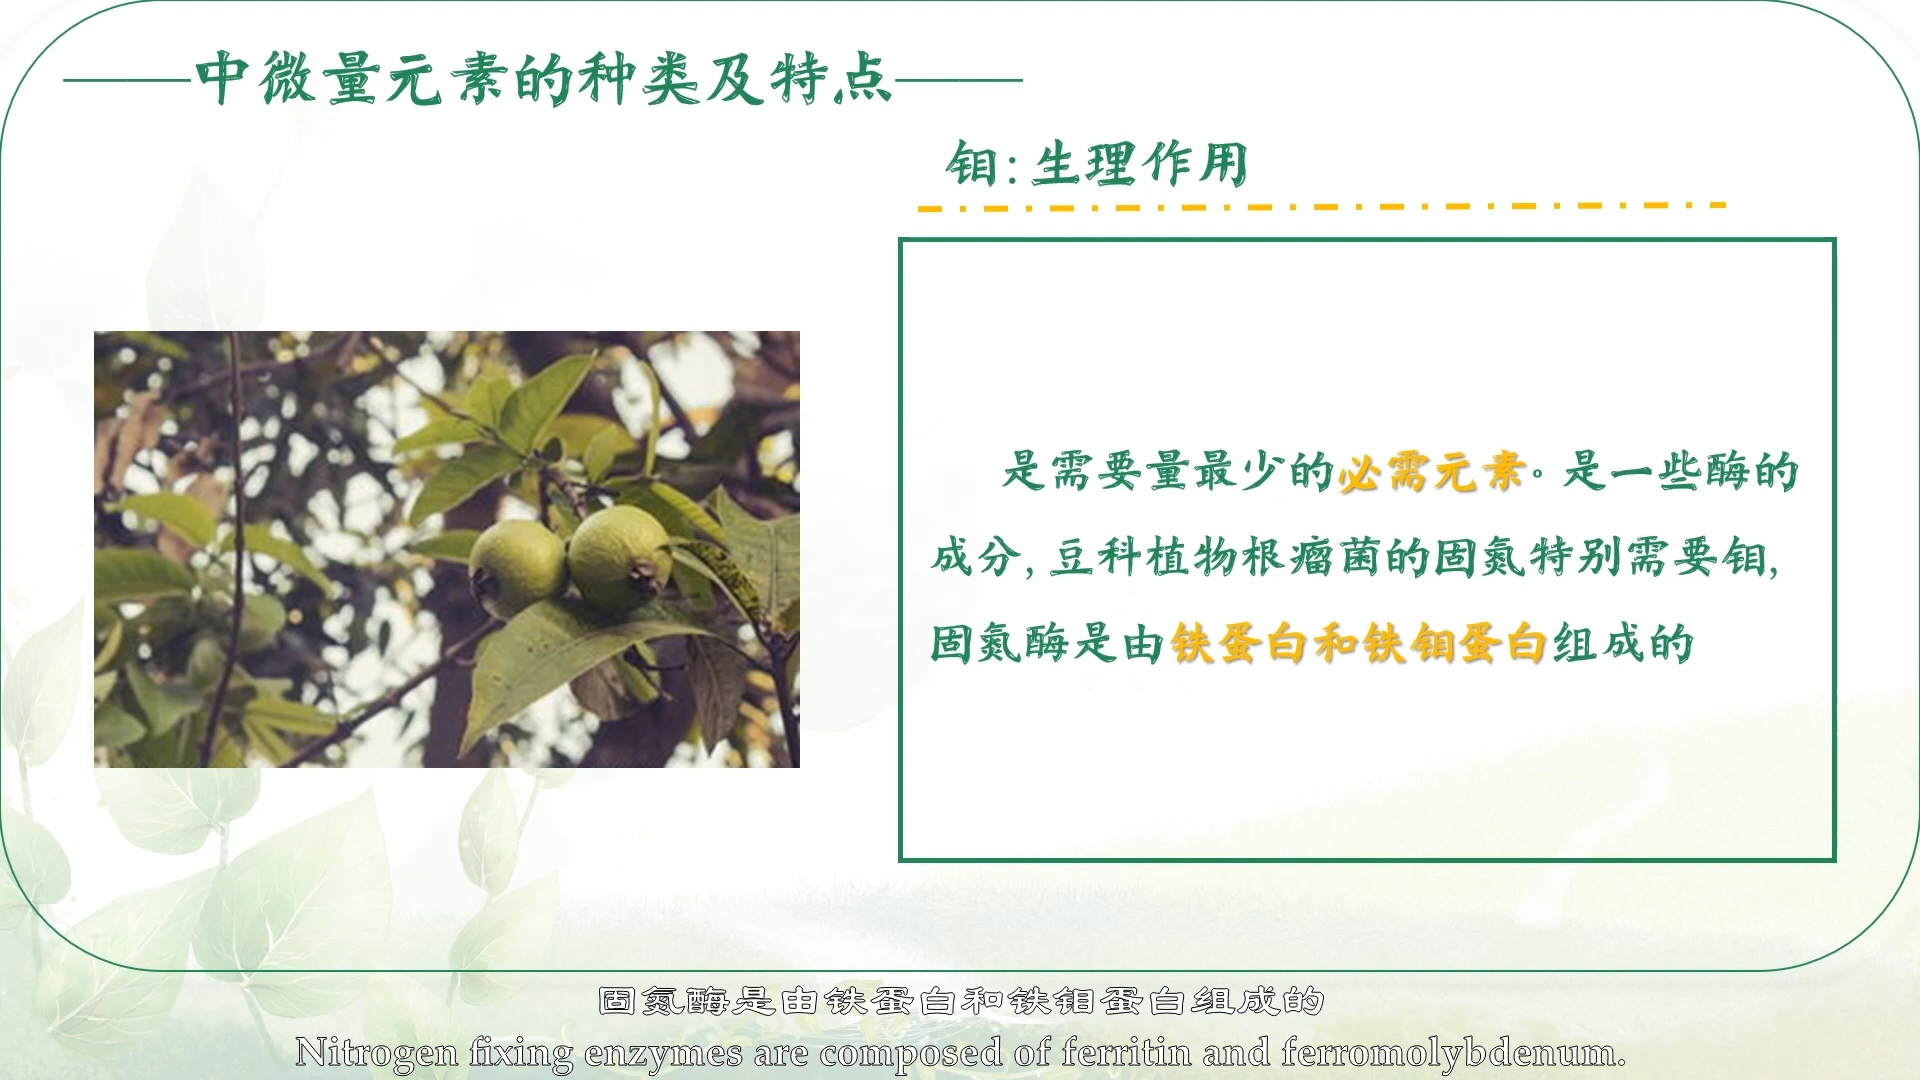 中微量元素的种类及特点
钼:生理作用
是需要量最少的必需元素。是一些酶的
成分,豆科植物根瘤菌的固氮特别需要钼,
固氮酶是由铁蛋白和铁钼蛋白组成的
固氮酶是由铁蛋白和铁钼蛋白组成的
Nitrogen fixing enzymes are composed of ferritin and ferromolybdenum.